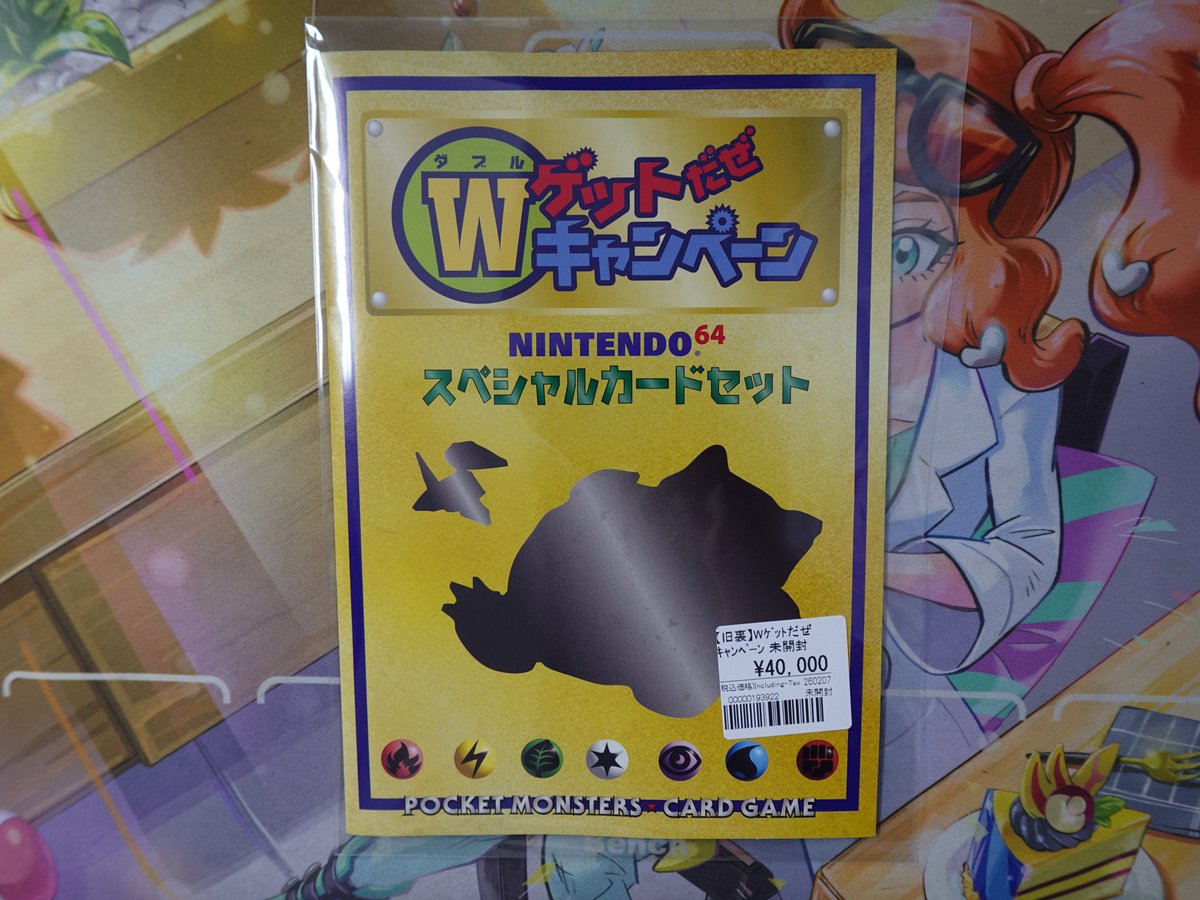 ダブル
W ゲットだぜ
キャンペーン
NINTENDO64®
スペシャルカードセット
【旧裏】Wゲットだぜ
キャンペーン 未開封
¥40,000
税込価格)Including-Tax 260207
00000193922 未開封
POCKET MONSTERS★CARD GAME
Bench